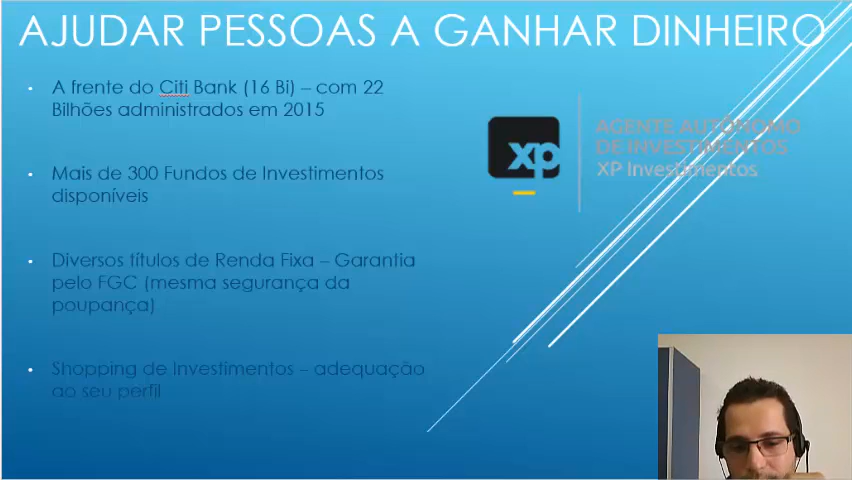 AJUDAR PESSOAS A GANHAR DINHEIRO
A frente do Citi Bank (16 Bi) – com 22
Bilhões administrados em 2015
Mais de 300 Fundos de Investimentos
disponíveis
Diversos títulos de Renda Fixa – Garantia
pelo FGC (mesma segurança da
poupança)
Shopping de Investimentos – adequação
ao seu perfil
xp
AGENTE AUTÔNOMO
DE INVESTIMENTOS
XP Investimentos